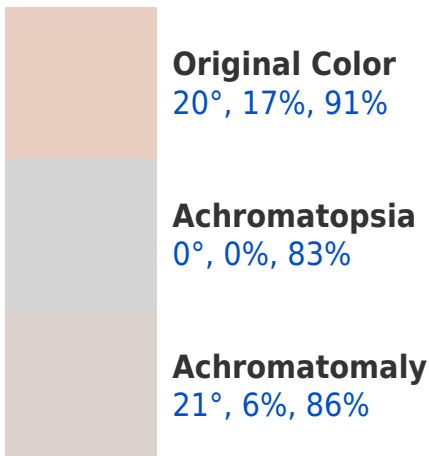 Original Color
20°, 17%, 91%
Achromatopsia
0°, 0%, 83%
Achromatomaly
21°, 6%, 86%